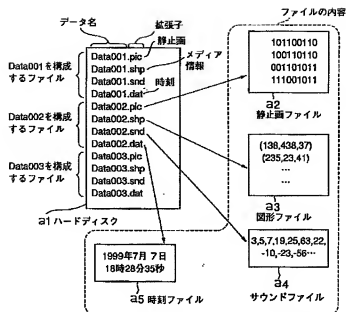 データ名
拡張子
ファイルの内容
静止画
Data001を構成
するファイル
Data001.pic
Data001.shp
Data001.snd
Data001.dat
メディア
情報
時刻
Data002を構成
するファイル
Data002.pic
Data002.shp
Data002.snd
Data002.dat
Data003を構成
するファイル
Data003.pic
Data003.shp
Data003.snd
Data003.dat
a1 ハードディスク
101100110
100110110
001101011
111001011
a2
静止画ファイル
(138,438,37)
(235,23,41)
...
...
a3
図形ファイル
3,5,7,19,25,63,22,
-10,-23,-56…
a4
サウンドファイル
1999年7月 7日
18時28分35秒
a5 時刻ファイル